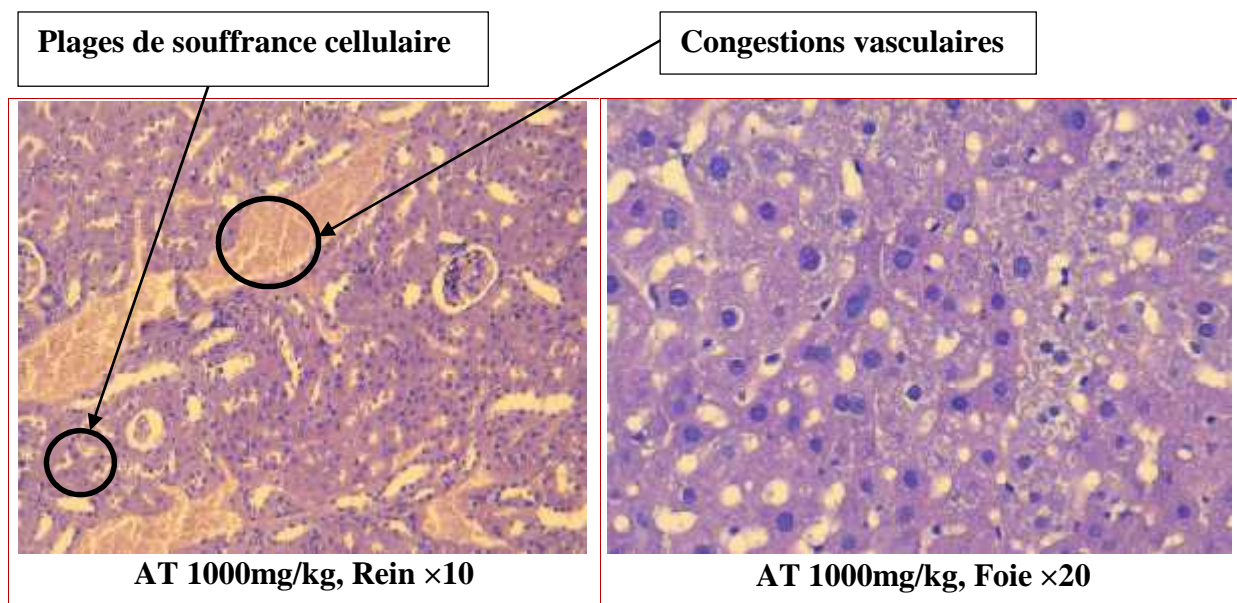 Plages de souffrance cellulaire
Congestions vasculaires
AT 1000mg/kg, Rein ×10
AT 1000mg/kg, Foie ×20